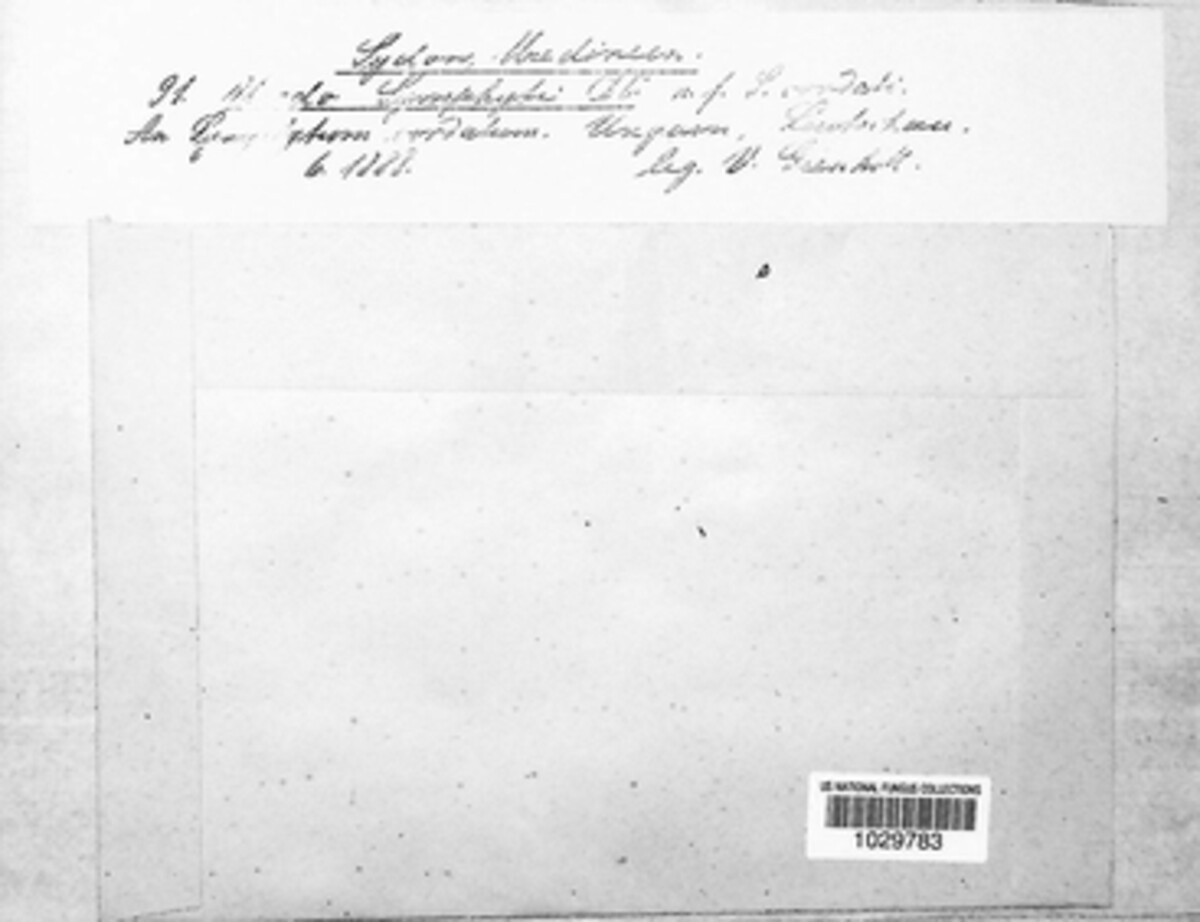 Sydow, Uredineen.
91. Uredo Symphyti n. f. S. cordati.
An Symphytum cordatum. Ungarn, Leutschau.
6. 1888. leg. V. Greschik.
US NATIONAL FUNGUS COLLECTIONS
1029783